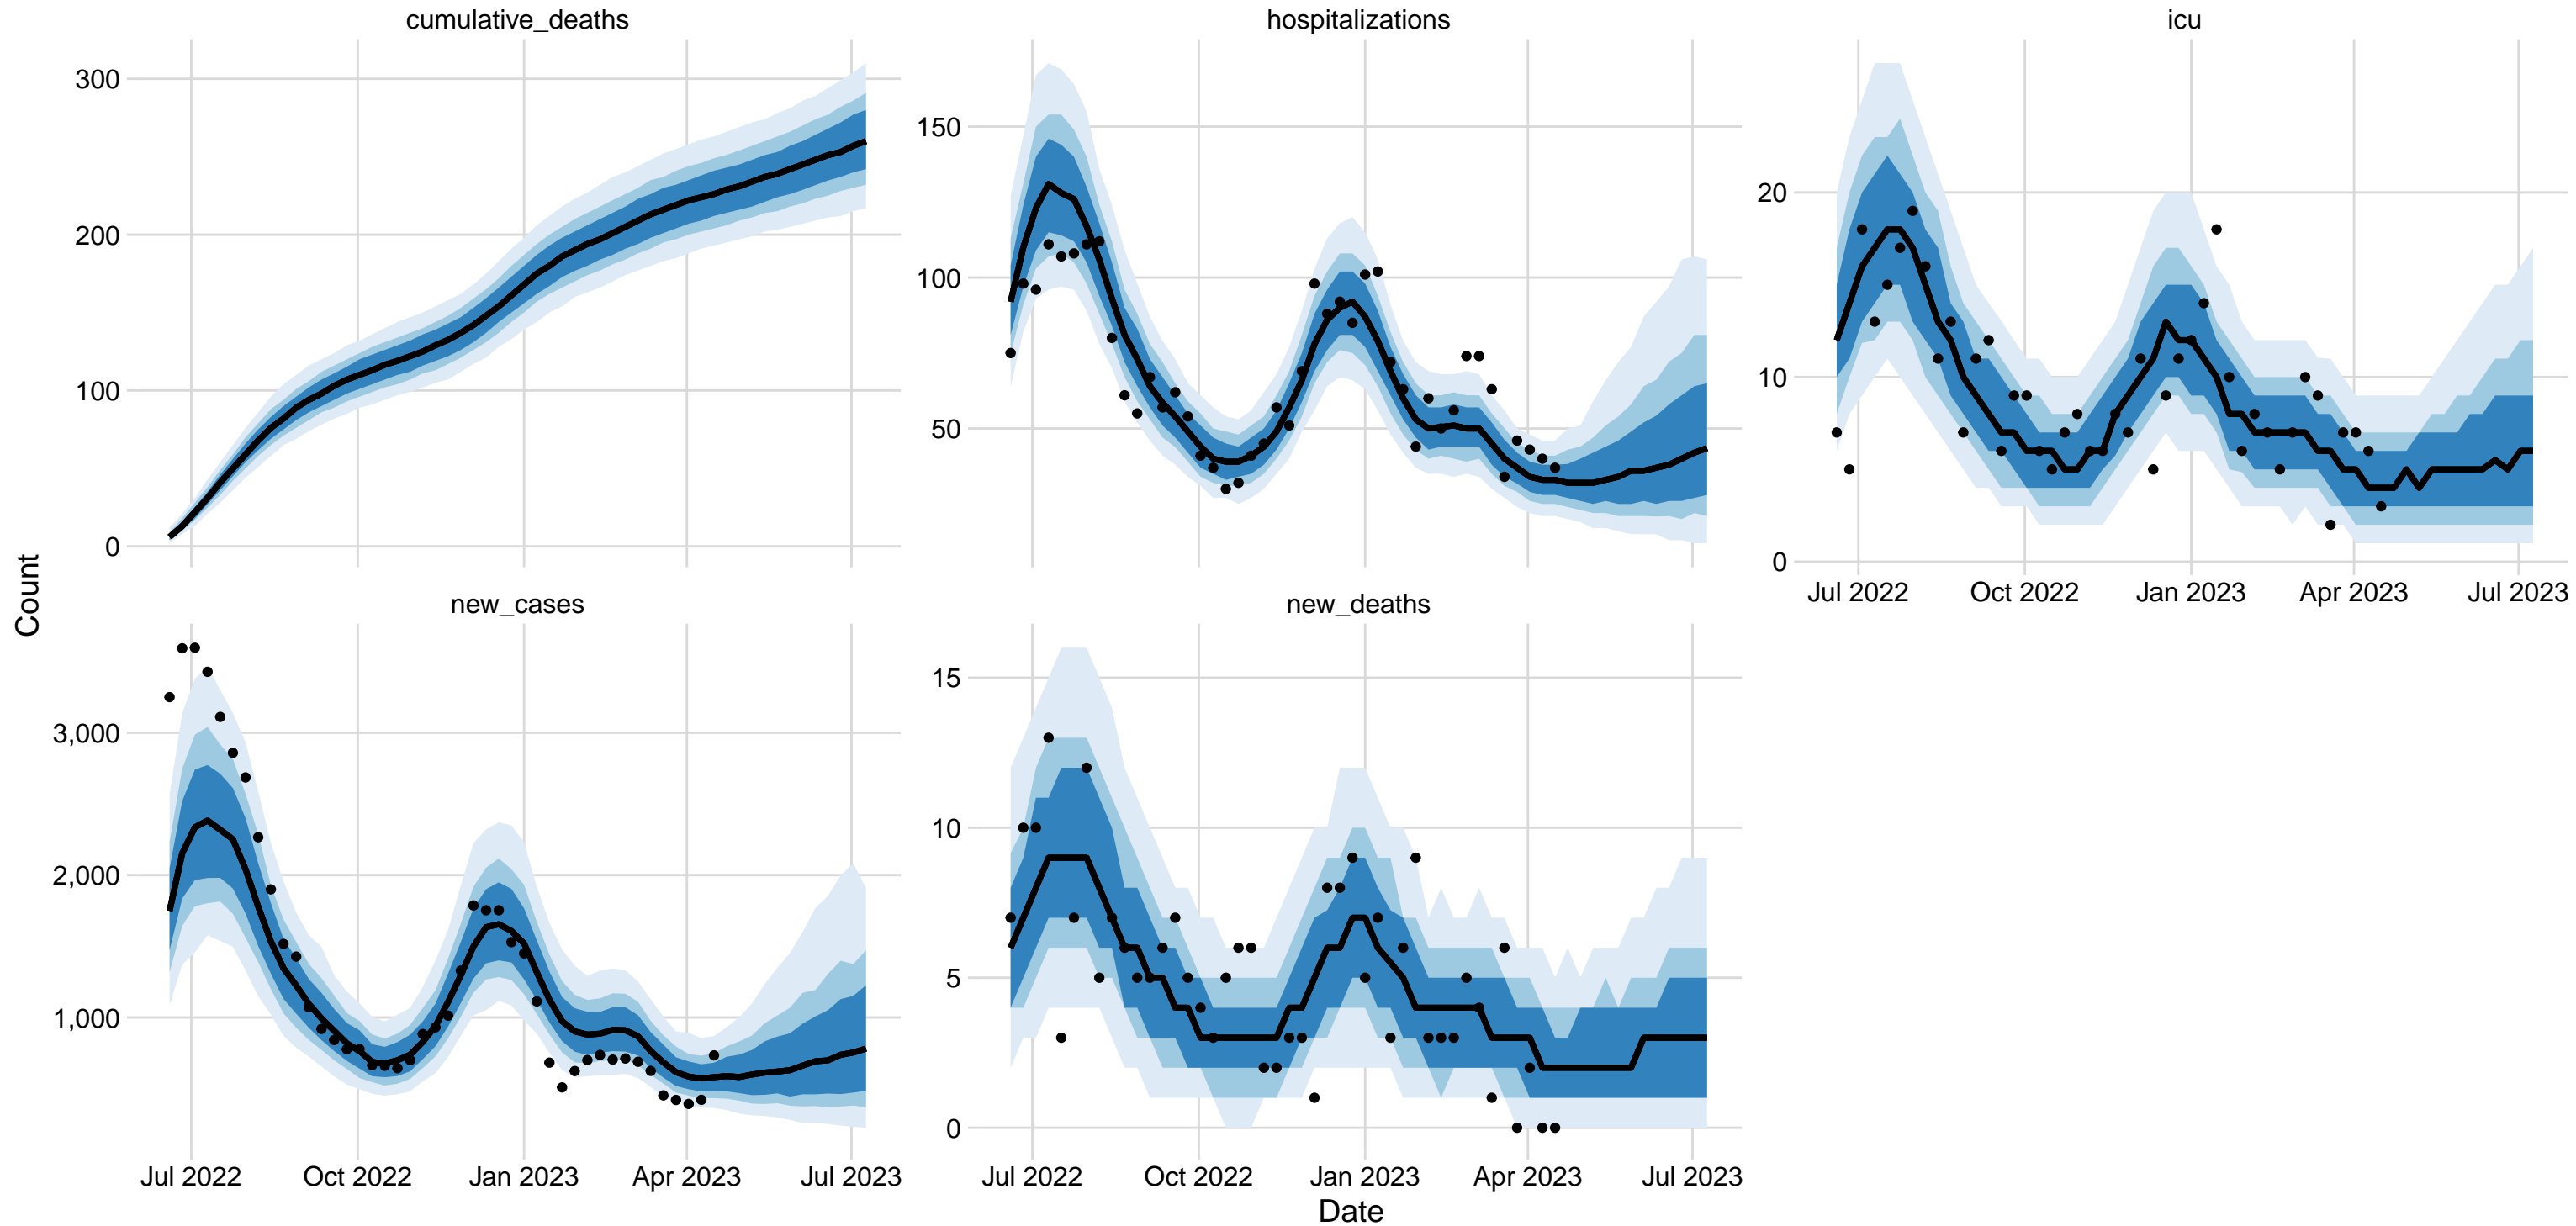 cumulative_deaths
300
200
100
0
hospitalizations
150
100
50
icu
20
10
0
Jul 2022 Oct 2022 Jan 2023 Apr 2023 Jul 2023
Count
new_cases
3,000
2,000
1,000
Jul 2022 Oct 2022 Jan 2023 Apr 2023 Jul 2023
new_deaths
15
10
5
0
Jul 2022 Oct 2022 Jan 2023 Apr 2023 Jul 2023
Date